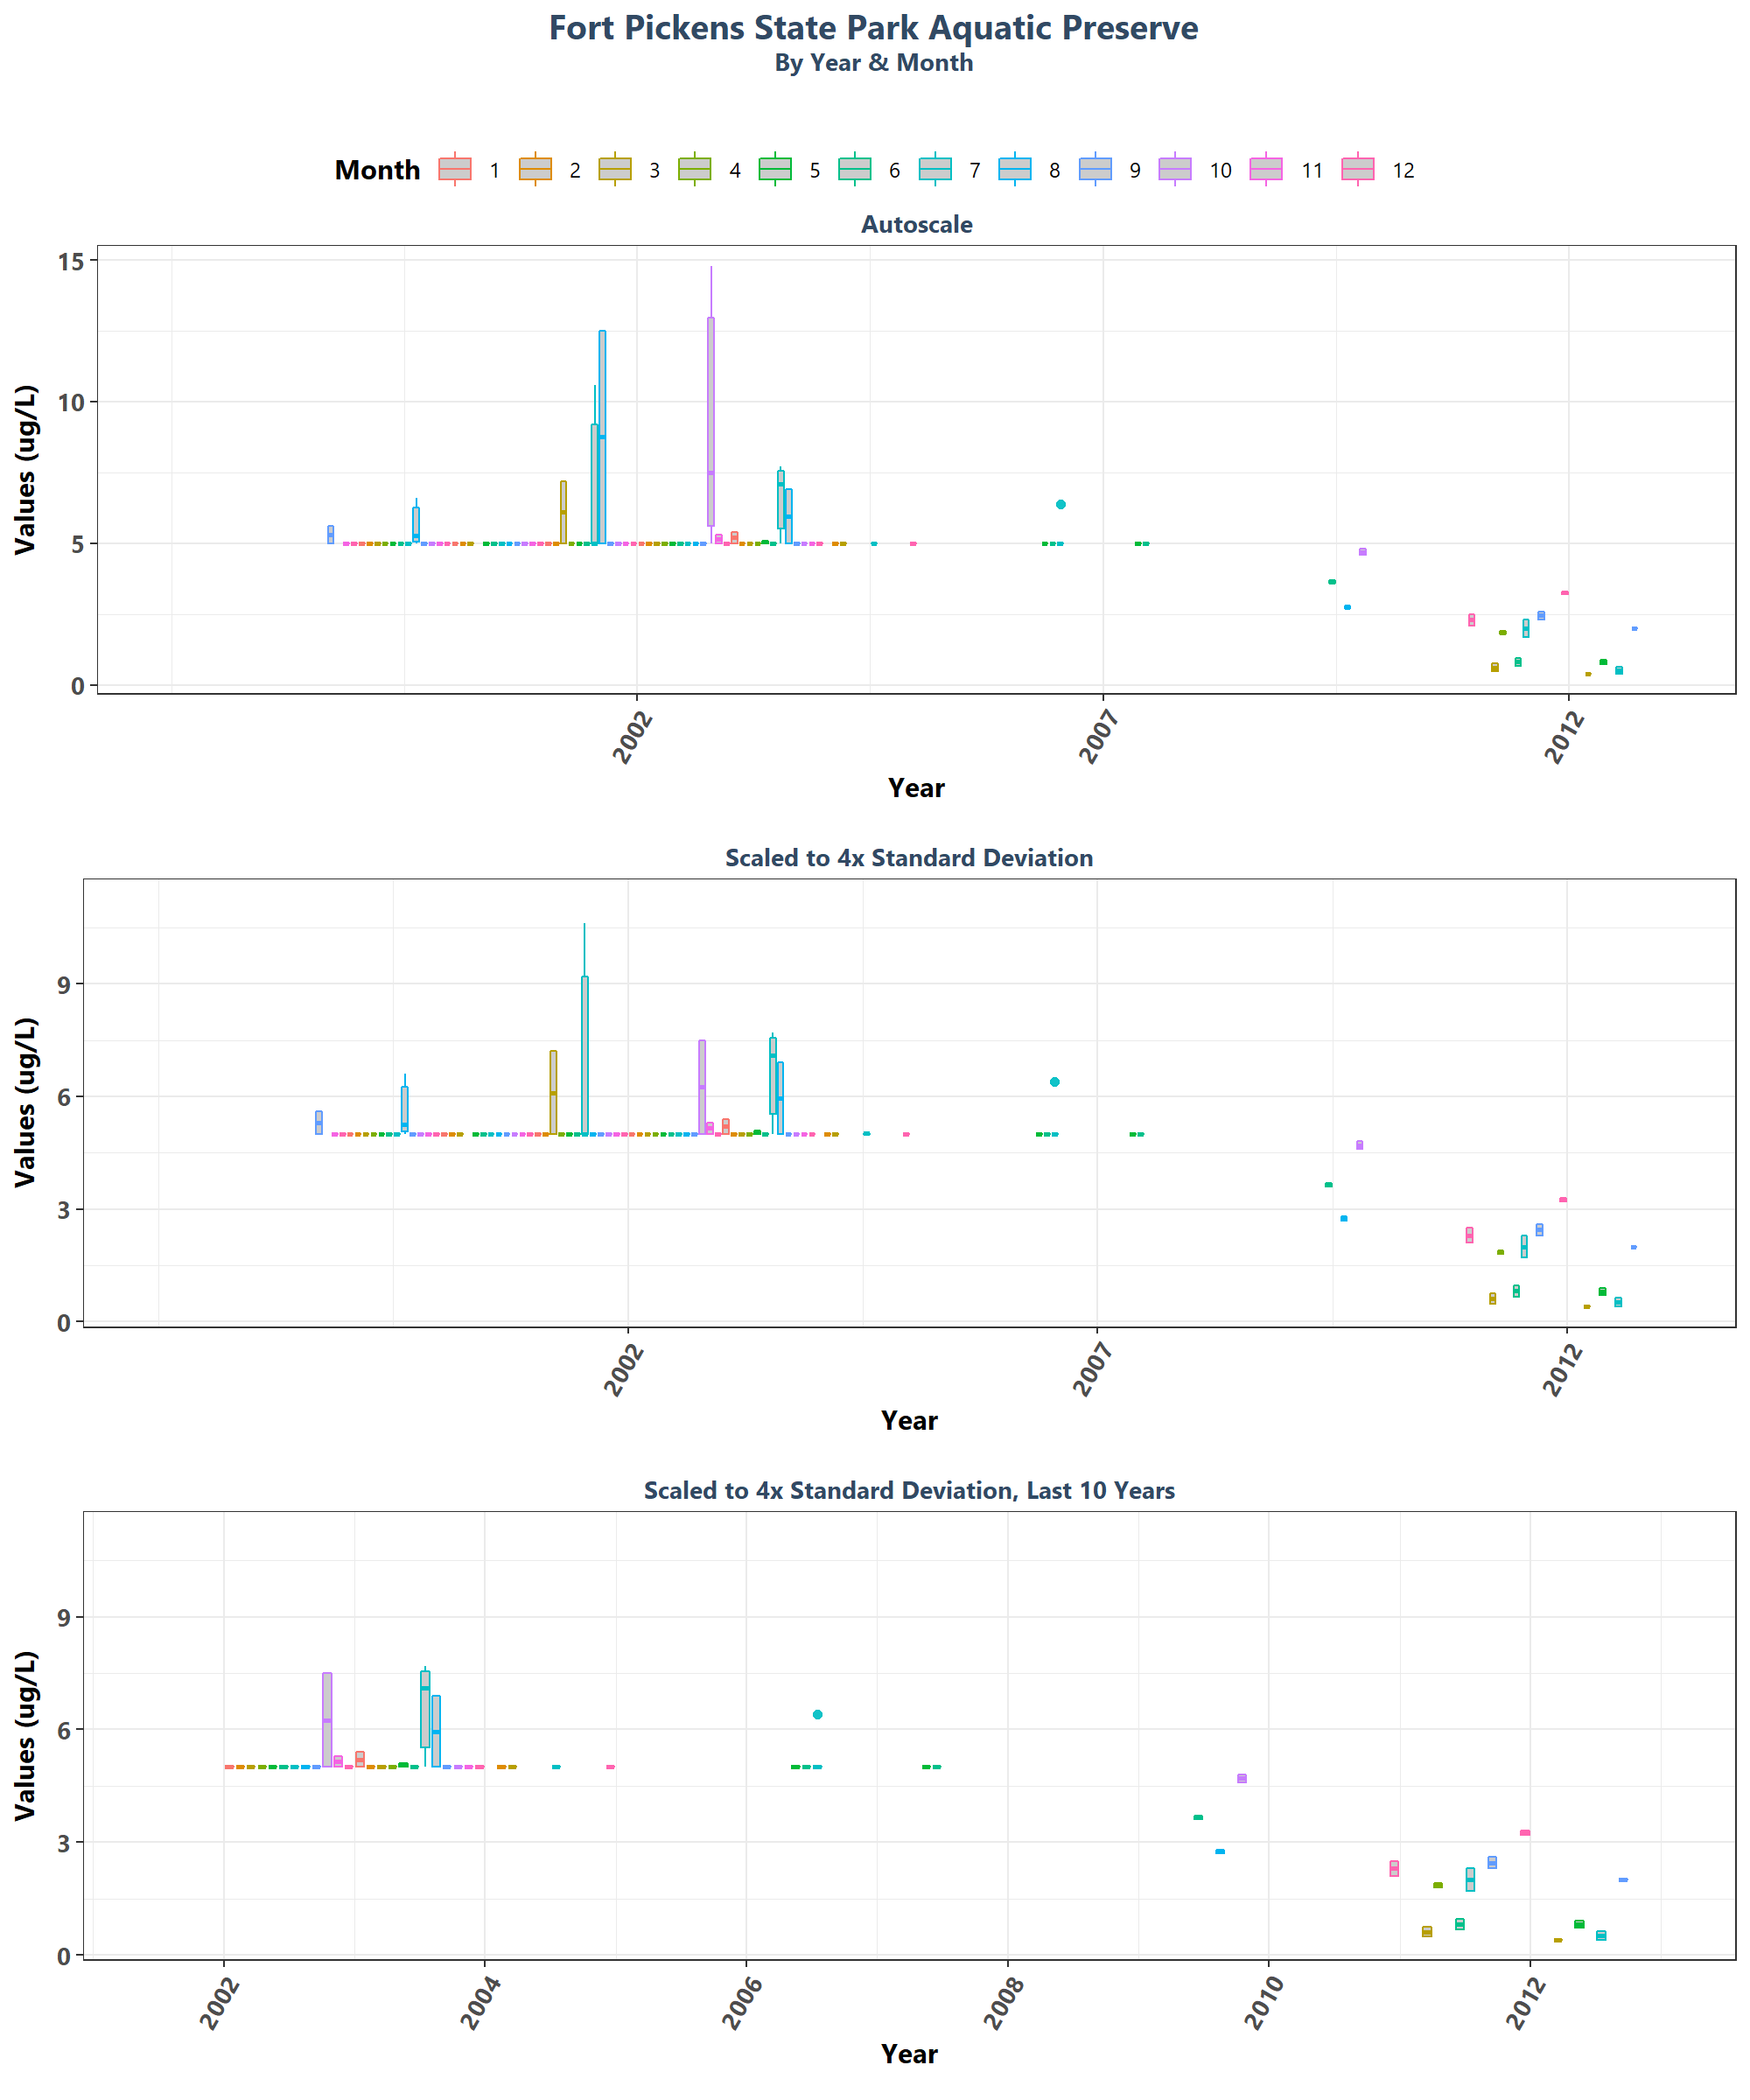 Fort Pickens State Park Aquatic Preserve
By Year & Month
Month 1 2 3 4 5 6 7 8 9 10 11 12
Autoscale
Values (ug/L)
15
10
5
0
2002 2007 2012
Year
Scaled to 4x Standard Deviation
Values (ug/L)
9
6
3
0
2002 2007 2012
Year
Scaled to 4x Standard Deviation, Last 10 Years
Values (ug/L)
9
6
3
0
2002 2004 2006 2008 2010 2012
Year